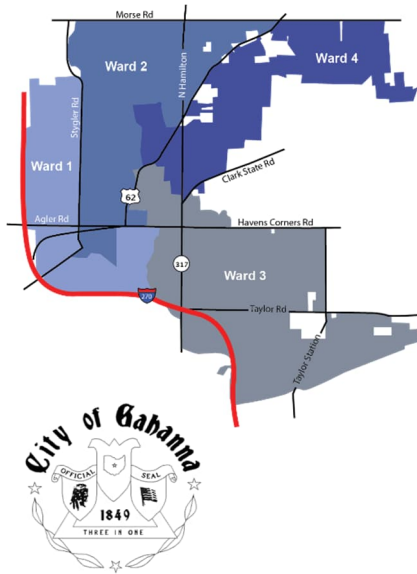 Morse Rd
Ward 2
Ward 4
N Hamilton
Stygler Rd
Ward 1
Clark State Rd
62
Agler Rd
Havens Corners Rd
317
Ward 3
270
Taylor Rd
Taylor Station
City of Gahanna
OFFICIAL SEAL
1849
THREE IN ONE